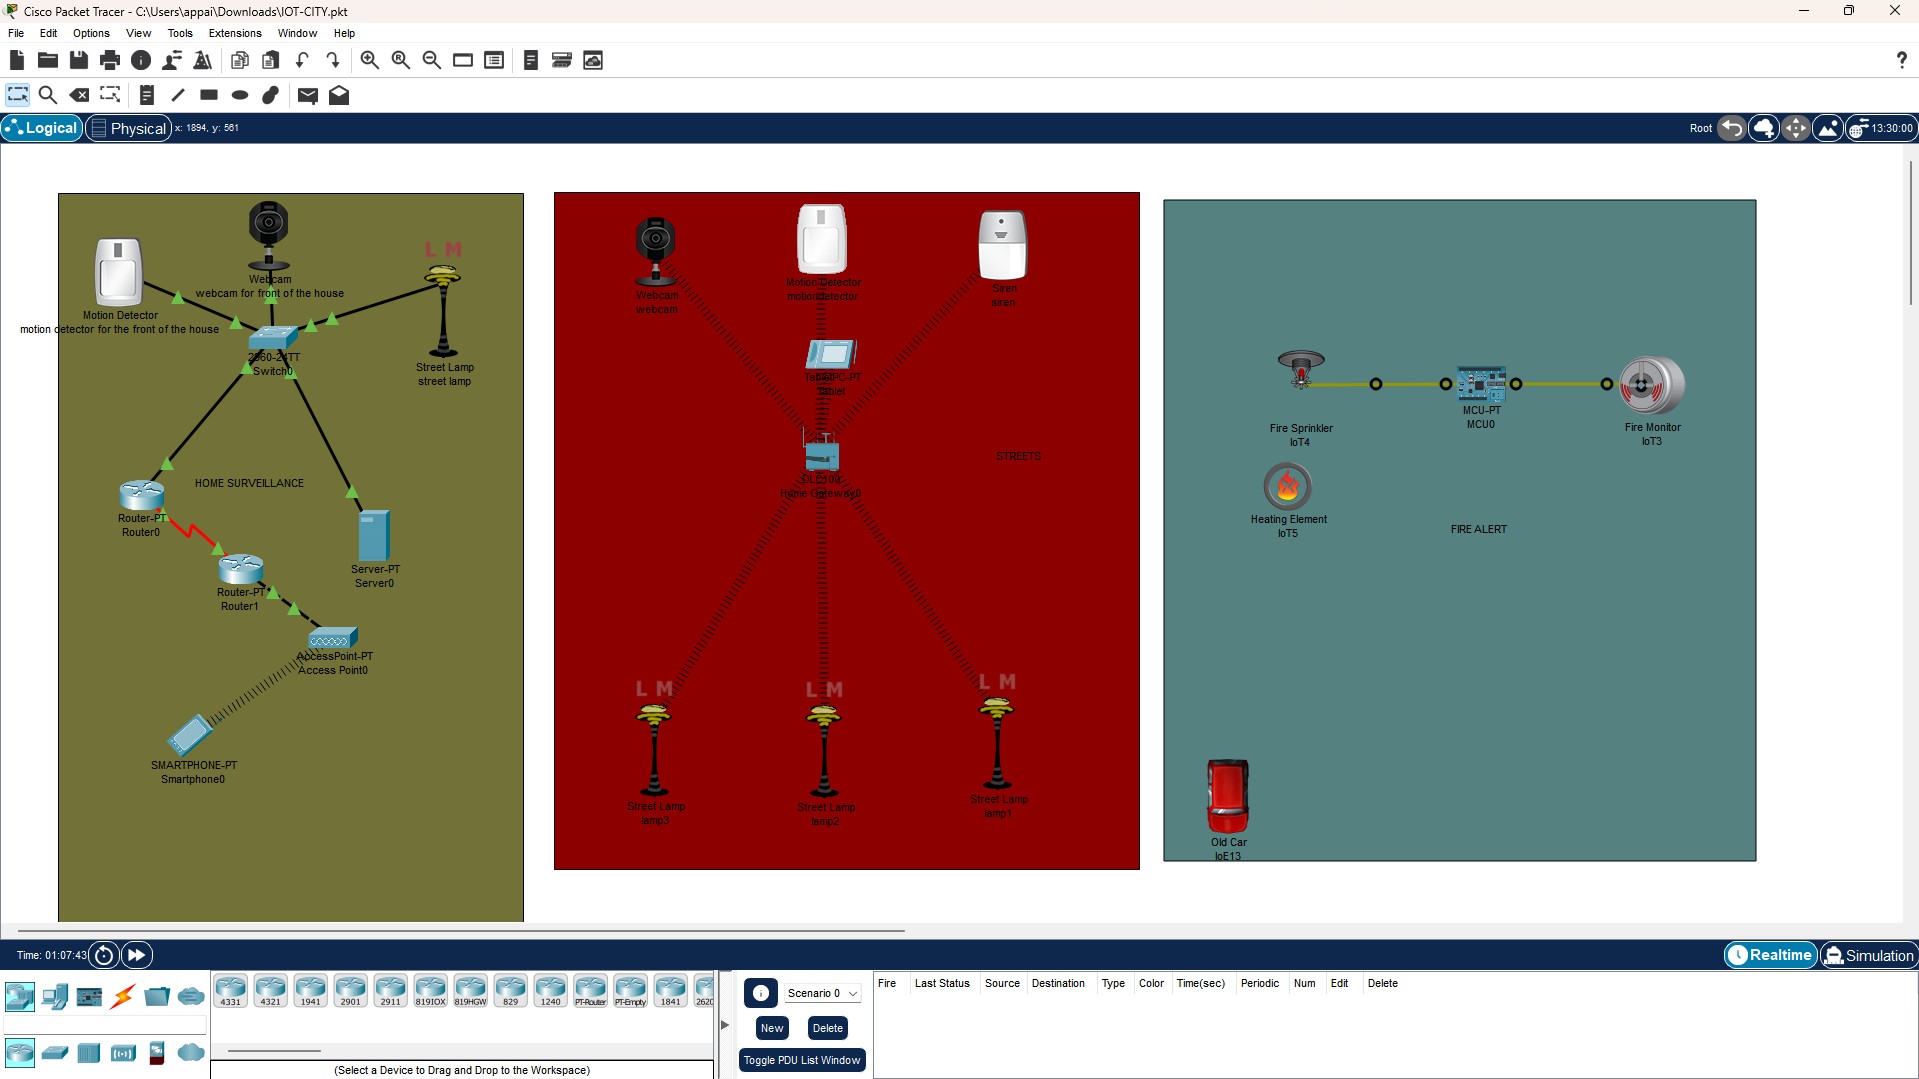 Cisco Packet Tracer - C:\Users\appai\Downloads\IOT-CITY.pkt
File Edit Options View Tools Extensions Window Help
Logical Physical x: 1894, y: 561
Root 13:30:00
Webcam
webcam for front of the house
L M
Motion Detector
motion detector for the front of the house
2960-24TT
Switch0
Street Lamp
street lamp
HOME SURVEILLANCE
Router-PT
Router0
Router-PT
Router1
Server-PT
Server0
AccessPoint-PT
Access Point0
SMARTPHONE-PT
Smartphone0
Webcam
webcam
Motion Detector
motiondetector
Siren
siren
TabletPC-PT
Tablet
STREETS
DLC100
Home Gateway0
L M
L M
L M
Street Lamp
lamp3
Street Lamp
lamp2
Street Lamp
lamp1
Fire Sprinkler
IoT4
MCU-PT
MCU0
Fire Monitor
IoT3
Heating Element
IoT5
FIRE ALERT
Old Car
IoE13
Time: 01:07:43
Realtime Simulation
4331 4321 1941 2901 2911 819IOX 819HGW 829 1240 PT-Router PT-Empty 1841 2620
(Select a Device to Drag and Drop to the Workspace)
Scenario 0
New Delete
Toggle PDU List Window
Fire Last Status Source Destination Type Color Time(sec) Periodic Num Edit Delete